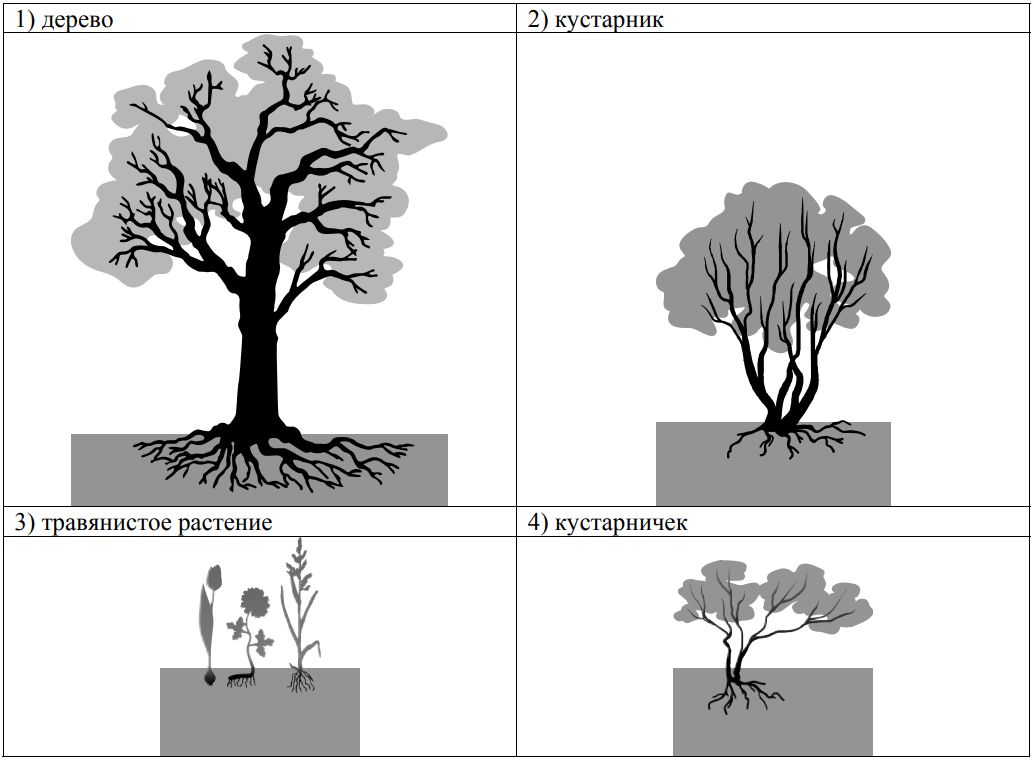 1) дерево
2) кустарник
3) травянистое растение
4) кустарничек